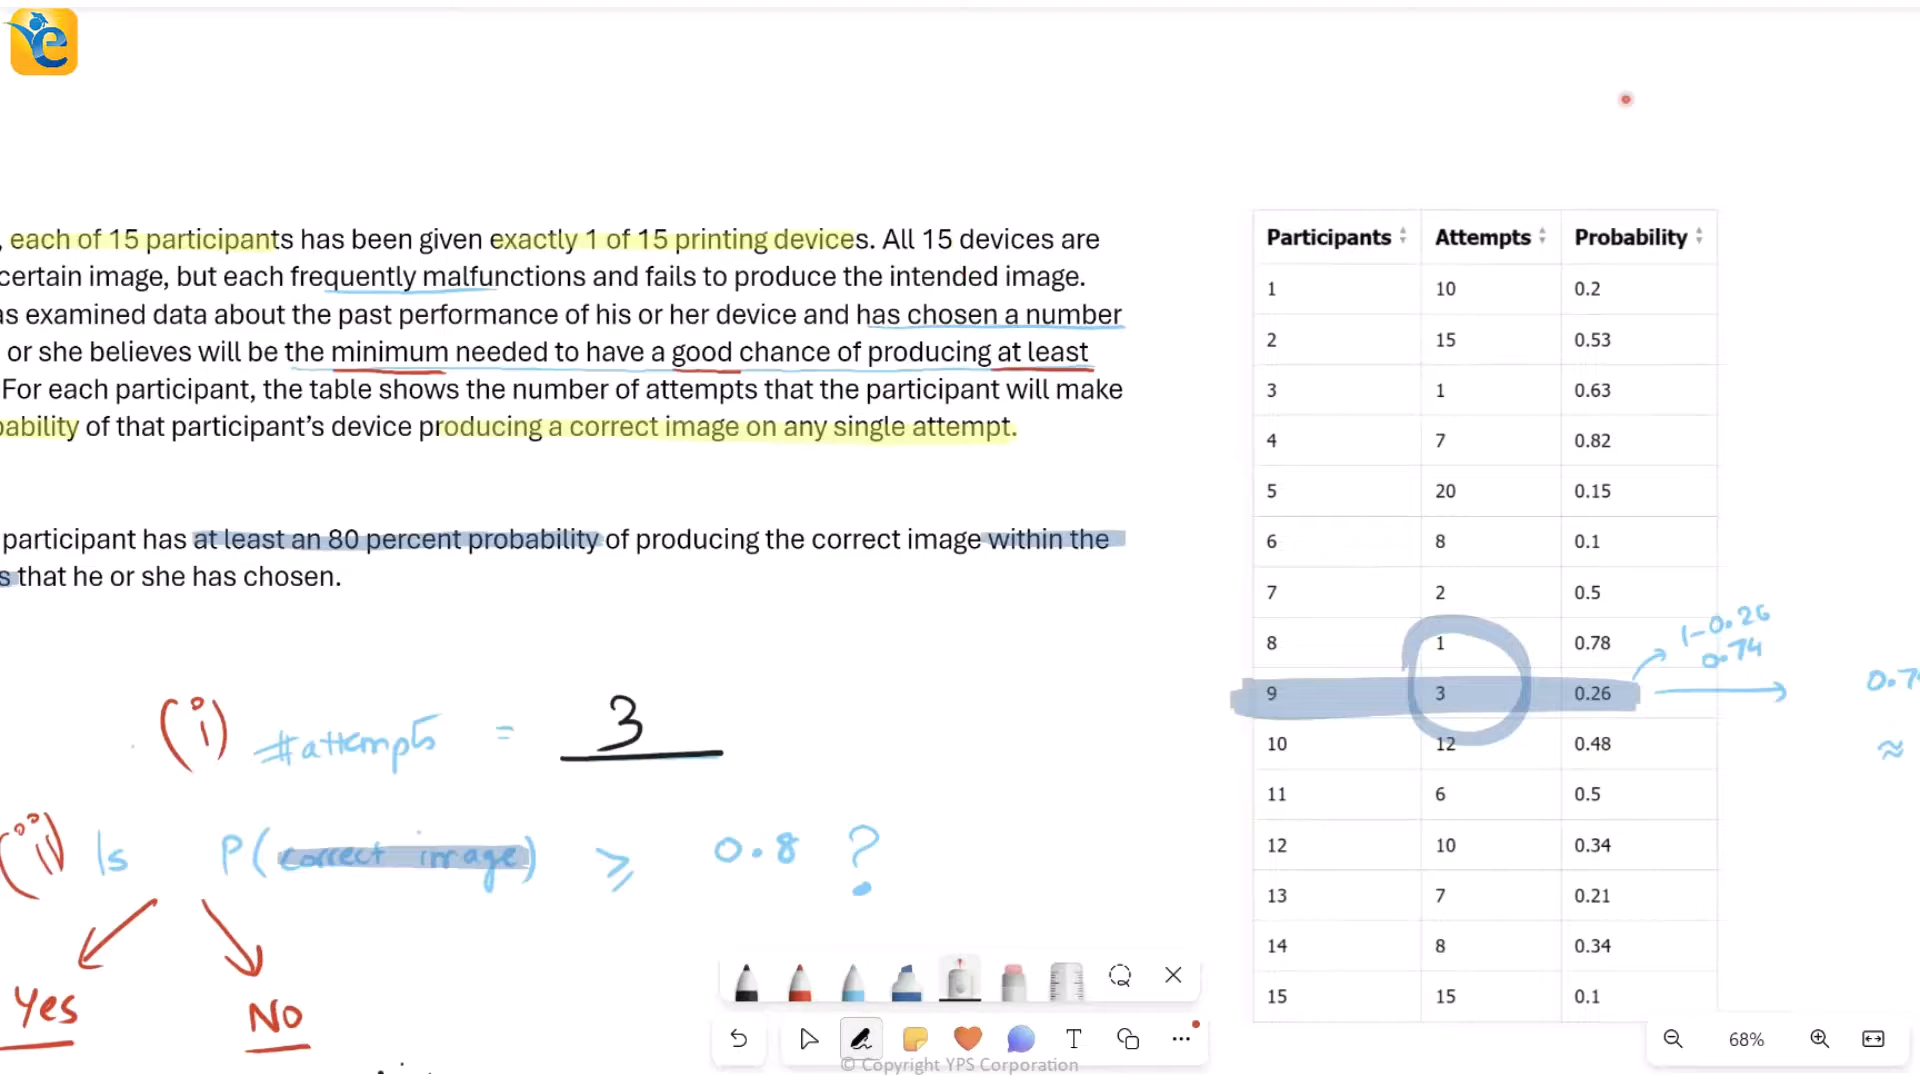 , each of 15 participants has been given exactly 1 of 15 printing devices. All 15 devices are
certain image, but each frequently malfunctions and fails to produce the intended image.
as examined data about the past performance of his or her device and has chosen a number
or she believes will be the minimum needed to have a good chance of producing at least
For each participant, the table shows the number of attempts that the participant will make
bability of that participant's device producing a correct image on any single attempt.
participant has at least an 80 percent probability of producing the correct image within the
s that he or she has chosen.
(i) #attempts = 3
(ii) Is P(correct image) ⩾ 0.8 ?
Yes No
Participants Attempts Probability
1 10 0.2
2 15 0.53
3 1 0.63
4 7 0.82
5 20 0.15
6 8 0.1
7 2 0.5
8 1 0.78
9 3 0.26
10 12 0.48
11 6 0.5
12 10 0.34
13 7 0.21
14 8 0.34
15 15 0.1
1-0.26
0.74
0.7
≈
T
68%
© Copyright YPS Corporation